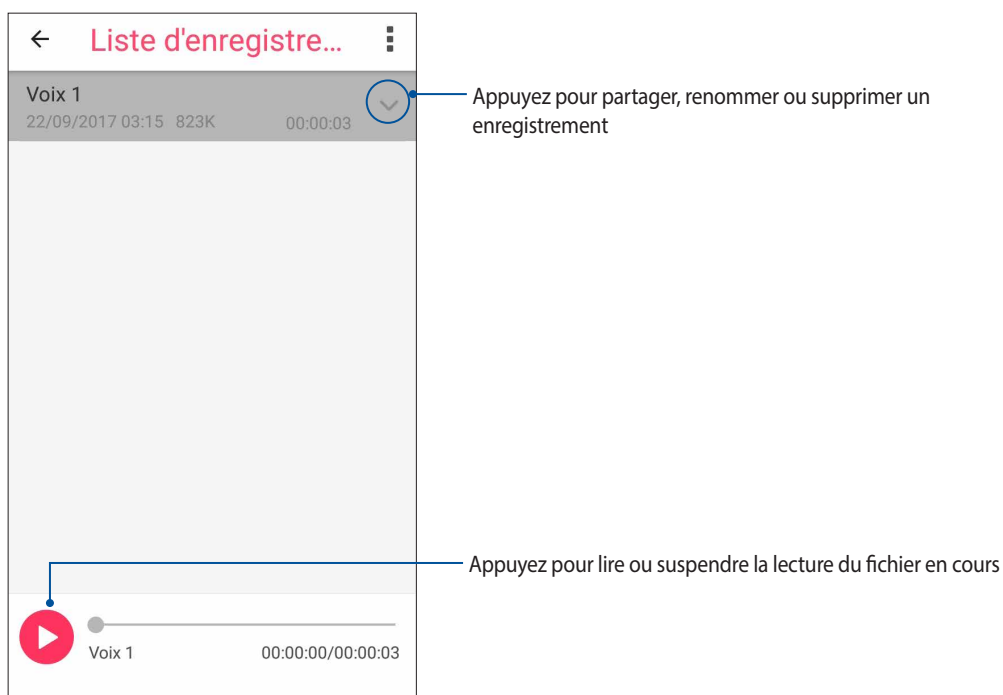 Liste d'enregistre...
Voix 1
22/09/2017 03:15 823K 00:00:03
Appuyez pour partager, renommer ou supprimer un
enregistrement
Appuyez pour lire ou suspendre la lecture du fichier en cours
Voix 1 00:00:00/00:00:03